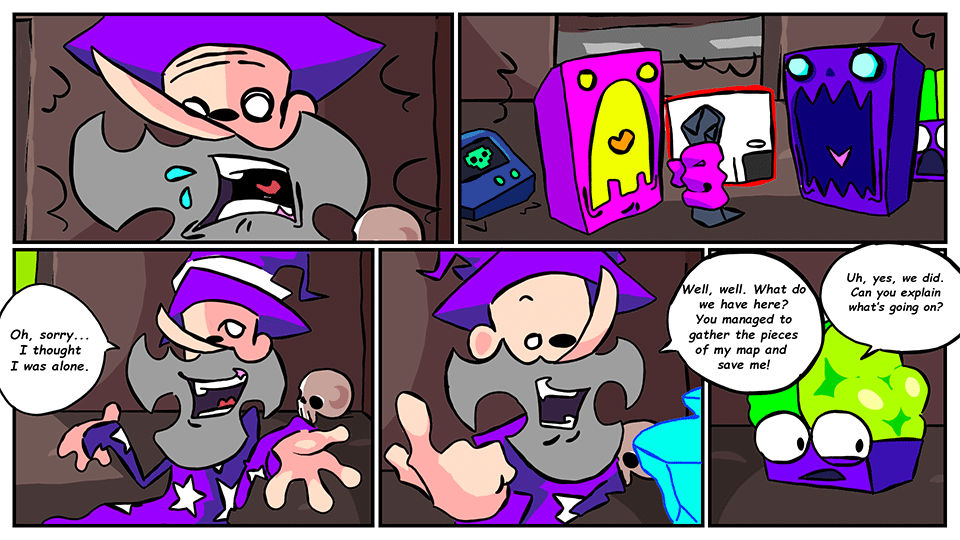 Oh, sorry...
I thought
I was alone.
Well, well. What do
we have here?
You managed to
gather the pieces
of my map and
save me!
Uh, yes, we did.
Can you explain
what's going on?